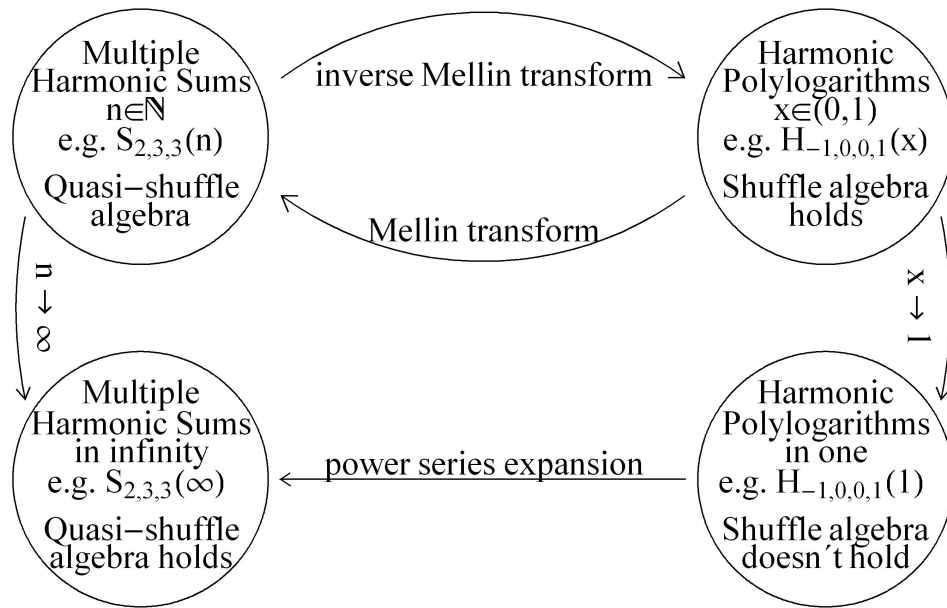 Multiple
Harmonic Sums
n∈ℕ
e.g. S₂,₃,₃(n)
Quasi−shuffle
algebra
inverse Mellin transform
Mellin transform
Harmonic
Polylogarithms
x∈(0,1)
e.g. H₋₁,₀,₀,₁(x)
Shuffle algebra
holds
n → ∞
x → 1
Multiple
Harmonic Sums
in infinity
e.g. S₂,₃,₃(∞)
Quasi−shuffle
algebra holds
power series expansion
Harmonic
Polylogarithms
in one
e.g. H₋₁,₀,₀,₁(1)
Shuffle algebra
doesn´t hold